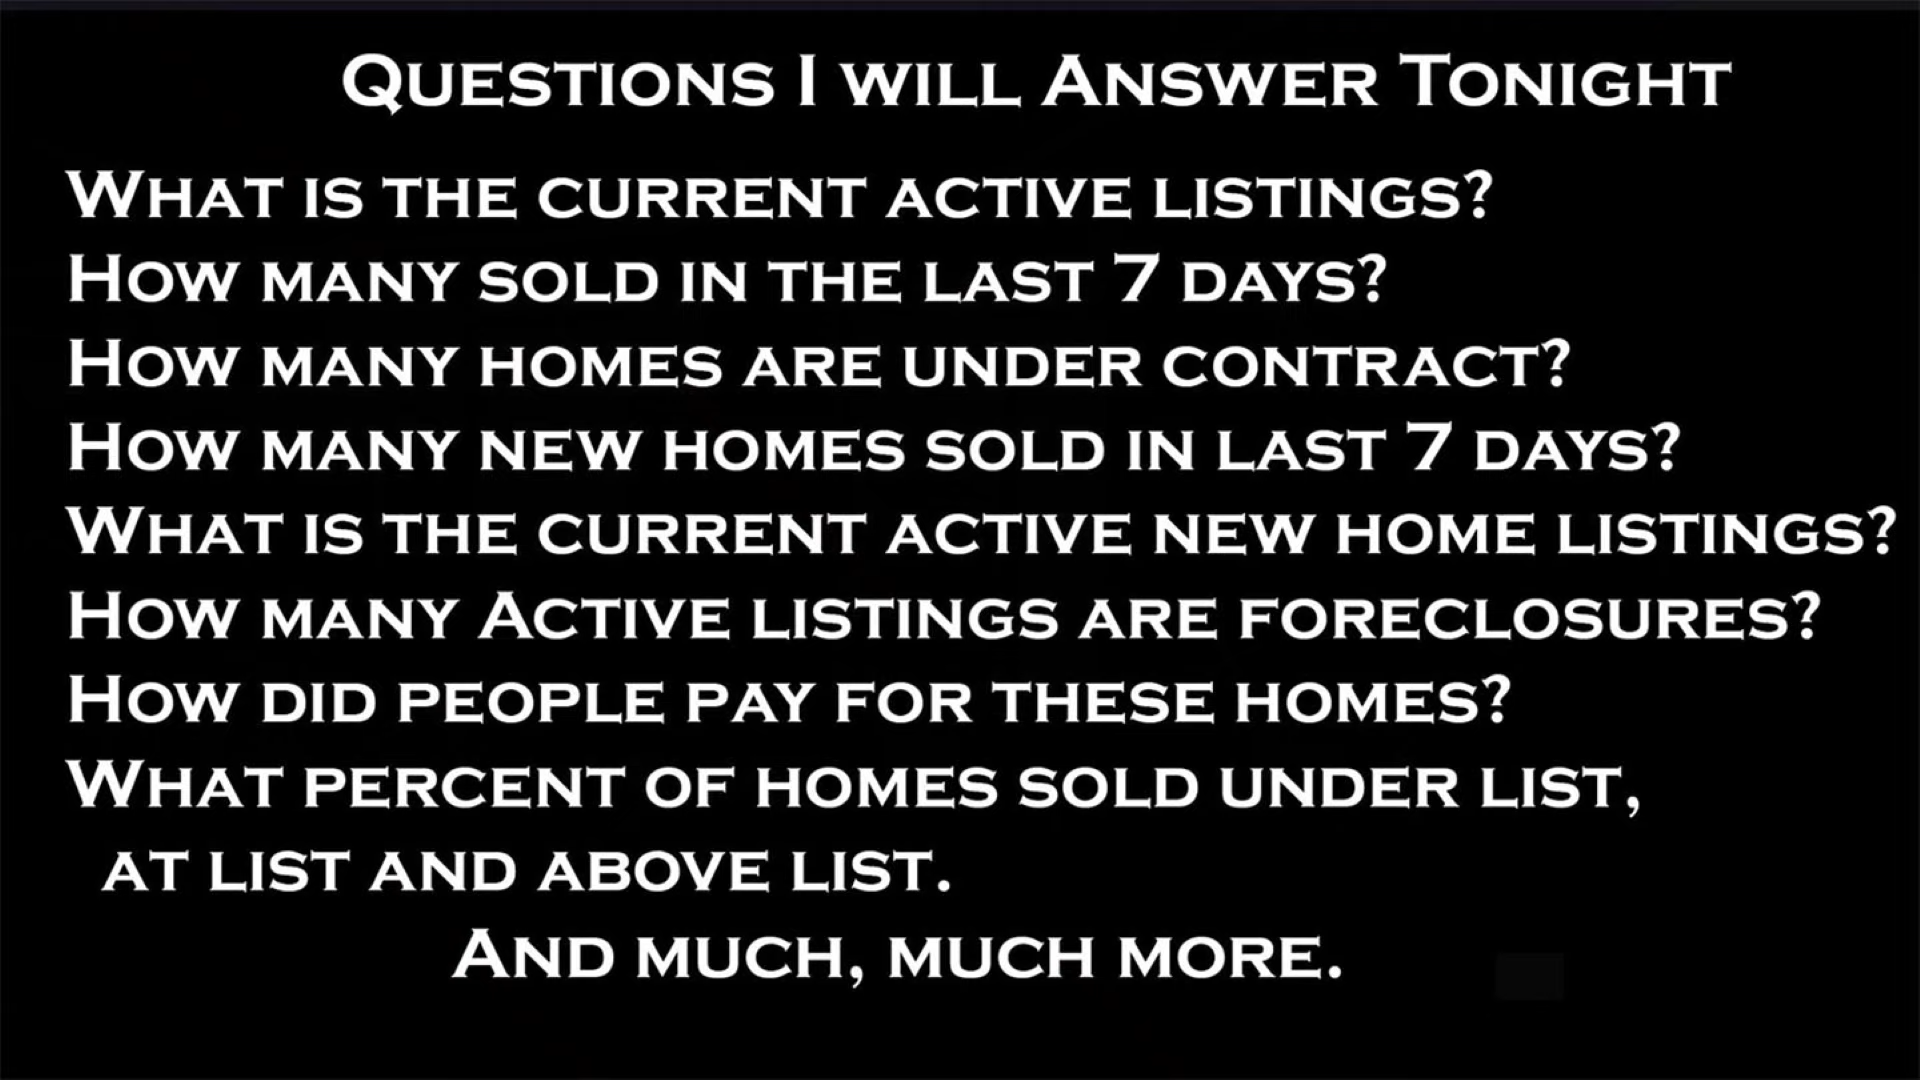 Questions I will Answer Tonight
What is the current active listings?
How many sold in the last 7 days?
How many homes are under contract?
How many new homes sold in last 7 days?
What is the current active new home listings?
How many Active listings are foreclosures?
How did people pay for these homes?
What percent of homes sold under list,
at list and above list.
And much, much more.